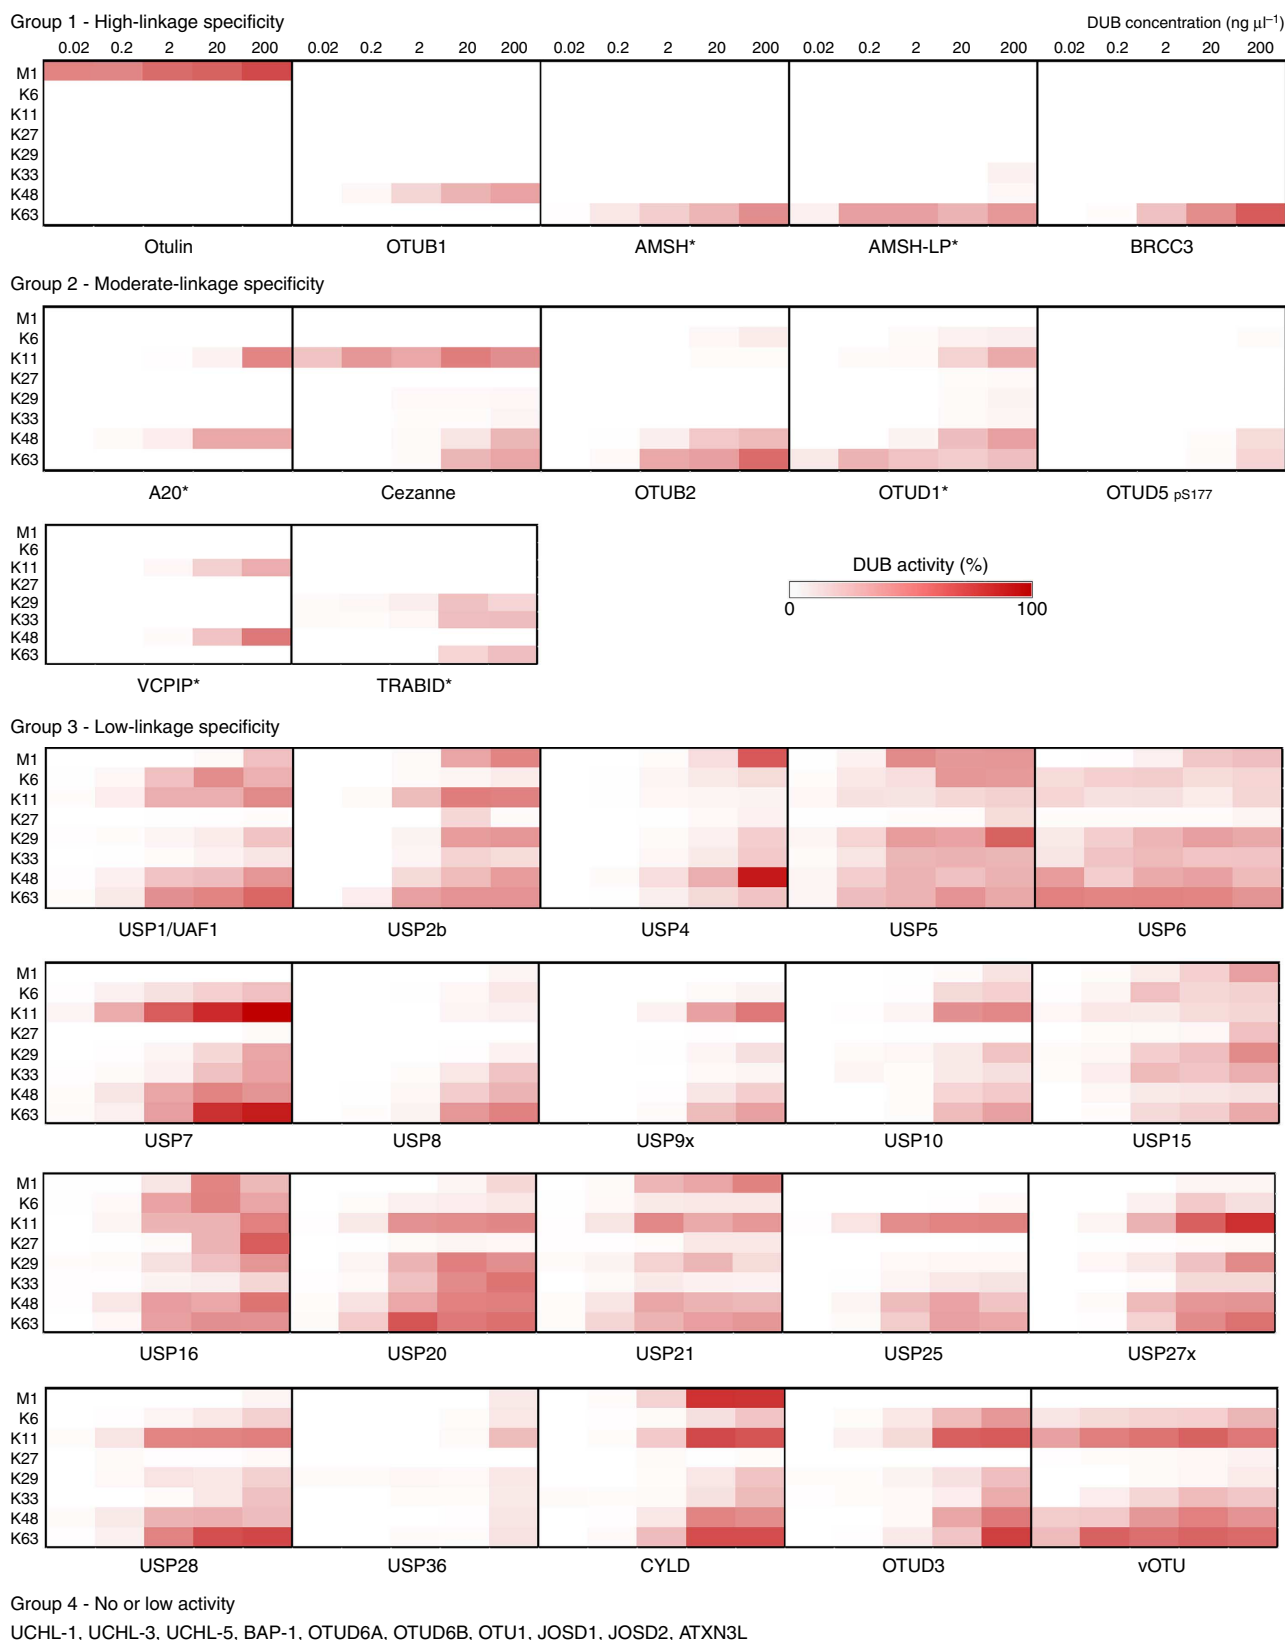 Group 1 - High-linkage specificity
DUB concentration (ng µl–1)
0.02 0.2 2 20 200 0.02 0.2 2 20 200 0.02 0.2 2 20 200 0.02 0.2 2 20 200 0.02 0.2 2 20 200
M1
K6
K11
K27
K29
K33
K48
K63
Otulin OTUB1 AMSH* AMSH-LP* BRCC3
Group 2 - Moderate-linkage specificity
M1
K6
K11
K27
K29
K33
K48
K63
A20* Cezanne OTUB2 OTUD1* OTUD5 pS177
M1
K6
K11
K27
K29
K33
K48
K63
VCPIP* TRABID*
DUB activity (%)
0 100
Group 3 - Low-linkage specificity
M1
K6
K11
K27
K29
K33
K48
K63
USP1/UAF1 USP2b USP4 USP5 USP6
M1
K6
K11
K27
K29
K33
K48
K63
USP7 USP8 USP9x USP10 USP15
M1
K6
K11
K27
K29
K33
K48
K63
USP16 USP20 USP21 USP25 USP27x
M1
K6
K11
K27
K29
K33
K48
K63
USP28 USP36 CYLD OTUD3 vOTU
Group 4 - No or low activity
UCHL-1, UCHL-3, UCHL-5, BAP-1, OTUD6A, OTUD6B, OTU1, JOSD1, JOSD2, ATXN3L